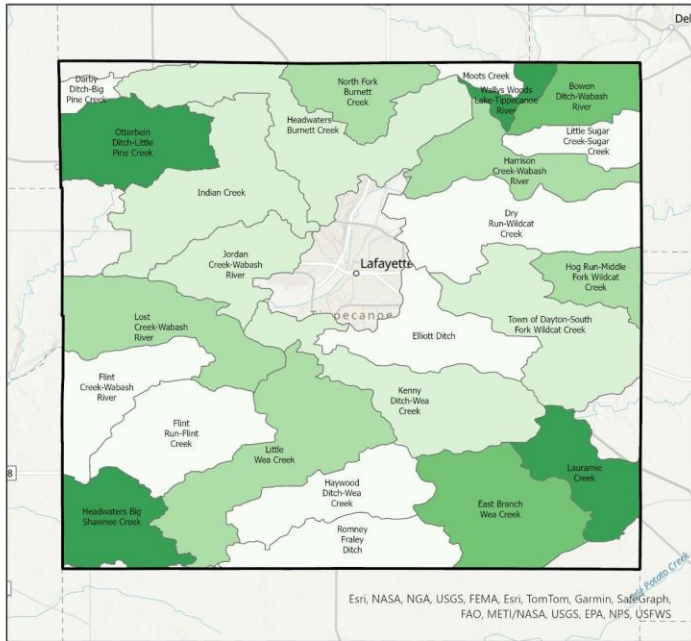 Del
Darby
Ditch-Big
Pine Creek
North Fork
Burnett
Creek
Moots Creek
Wallys Woods
Lake-Tippecanoe
River
Bowen
Ditch-Wabash
River
Otterbein
Ditch-Little
Pine Creek
Headwaters
Burnett Creek
Little Sugar
Creek-Sugar
Creek
Harrison
Creek-Wabash
River
Indian Creek
Dry
Run-Wildcat
Creek
Jordan
Creek-Wabash
River
Lafayette
Hog Run-Middle
Fork Wildcat
Creek
Lost
Creek-Wabash
River
Elliott Ditch
Town of Dayton-South
Fork Wildcat Creek
Flint
Creek-Wabash
River
Kenny
Ditch-Wea
Creek
Flint
Run-Flint
Creek
Little
Wea Creek
Lauramie
Creek
8
Haywood
Ditch-Wea
Creek
Headwaters Big
Shawnee Creek
East Branch
Wea Creek
Romney
Fraley
Ditch
Potato Creek
Esri, NASA, NGA, USGS, FEMA, Esri, TomTom, Garmin, SafeGraph,
FAO, METI/NASA, USGS, EPA, NPS, USFWS